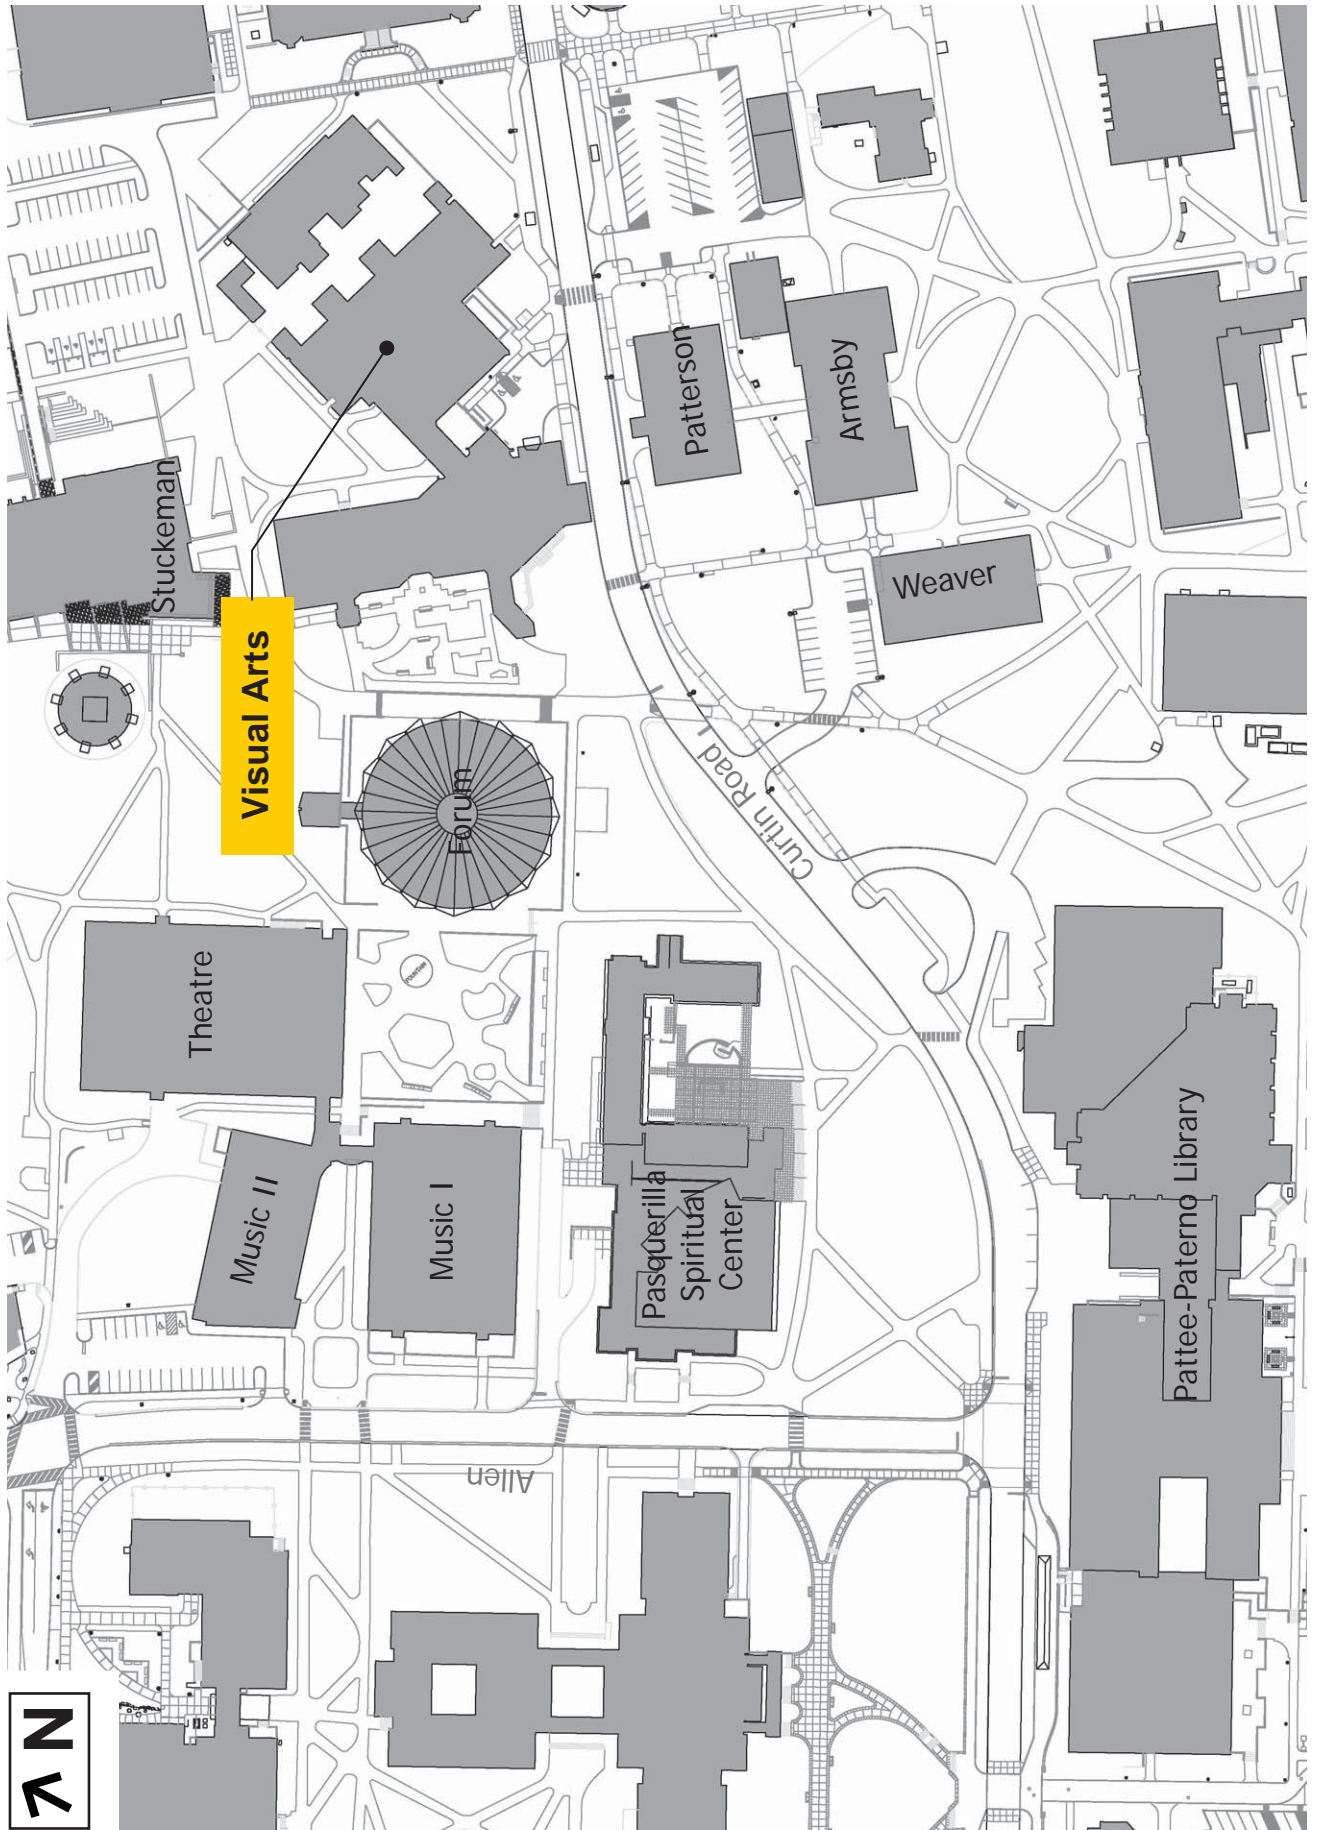 N
Theatre
Music II
Music I
FOUNTAIN
Forum
Visual Arts
Stuckeman
Pasquerilla
Spiritual
Center
Allen
Curtin Road
Patterson
Armsby
Weaver
Pattee-Paterno Library